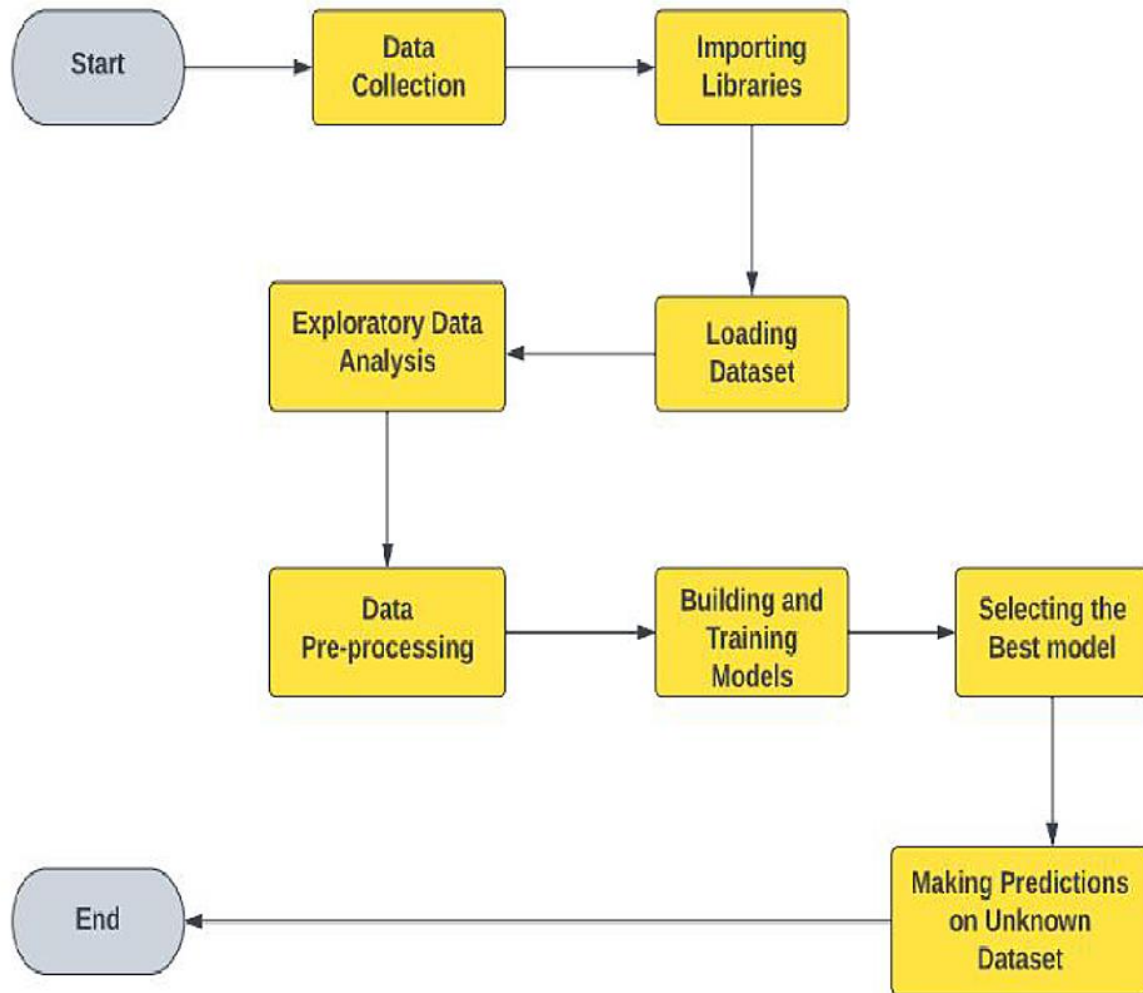 Start
Data
Collection
Importing
Libraries
Loading
Dataset
Exploratory Data
Analysis
Data
Pre-processing
Building and
Training
Models
Selecting the
Best model
Making Predictions
on Unknown
Dataset
End